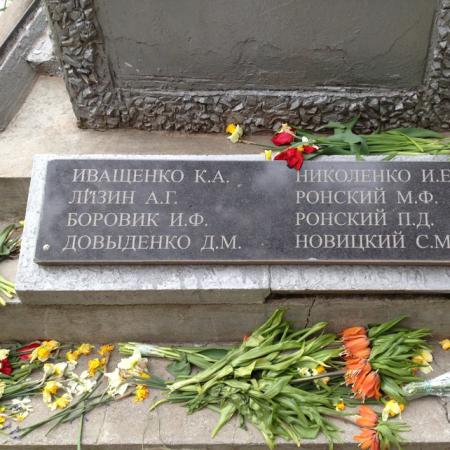 ИВАЩЕНКО К.А.
ЛИЗИН А.Г.
БОРОВИК И.Ф.
ДОВЫДЕНКО Д.М.
НИКОЛЕНКО И.Е
РОНСКИЙ М.Ф.
РОНСКИЙ П.Д.
НОВИЦКИЙ С.М